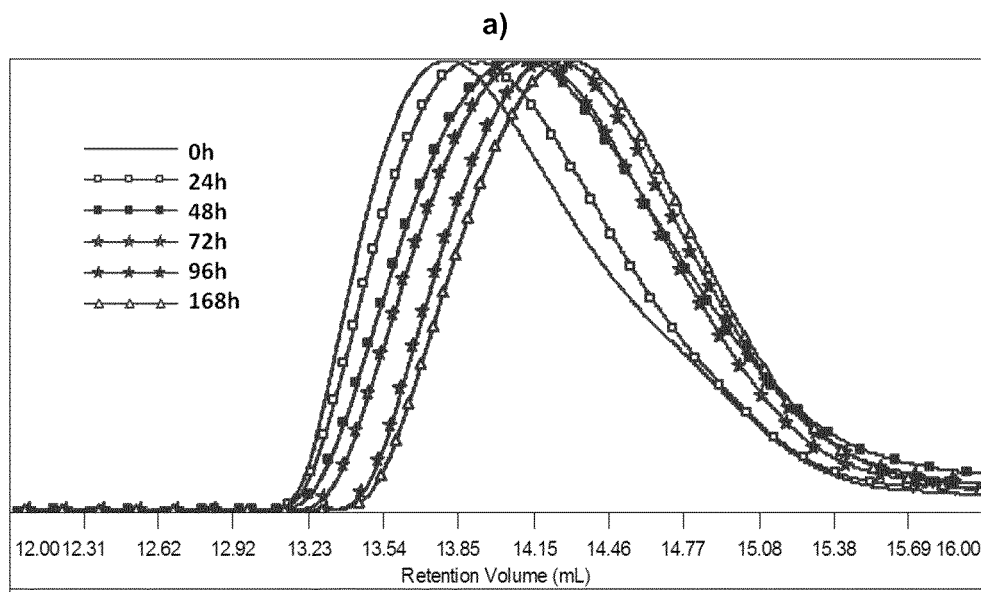 a)
0h
24h
48h
72h
96h
168h
12.00 12.31 12.62 12.92 13.23 13.54 13.85 14.15 14.46 14.77 15.08 15.38 15.69 16.00
Retention Volume (mL)